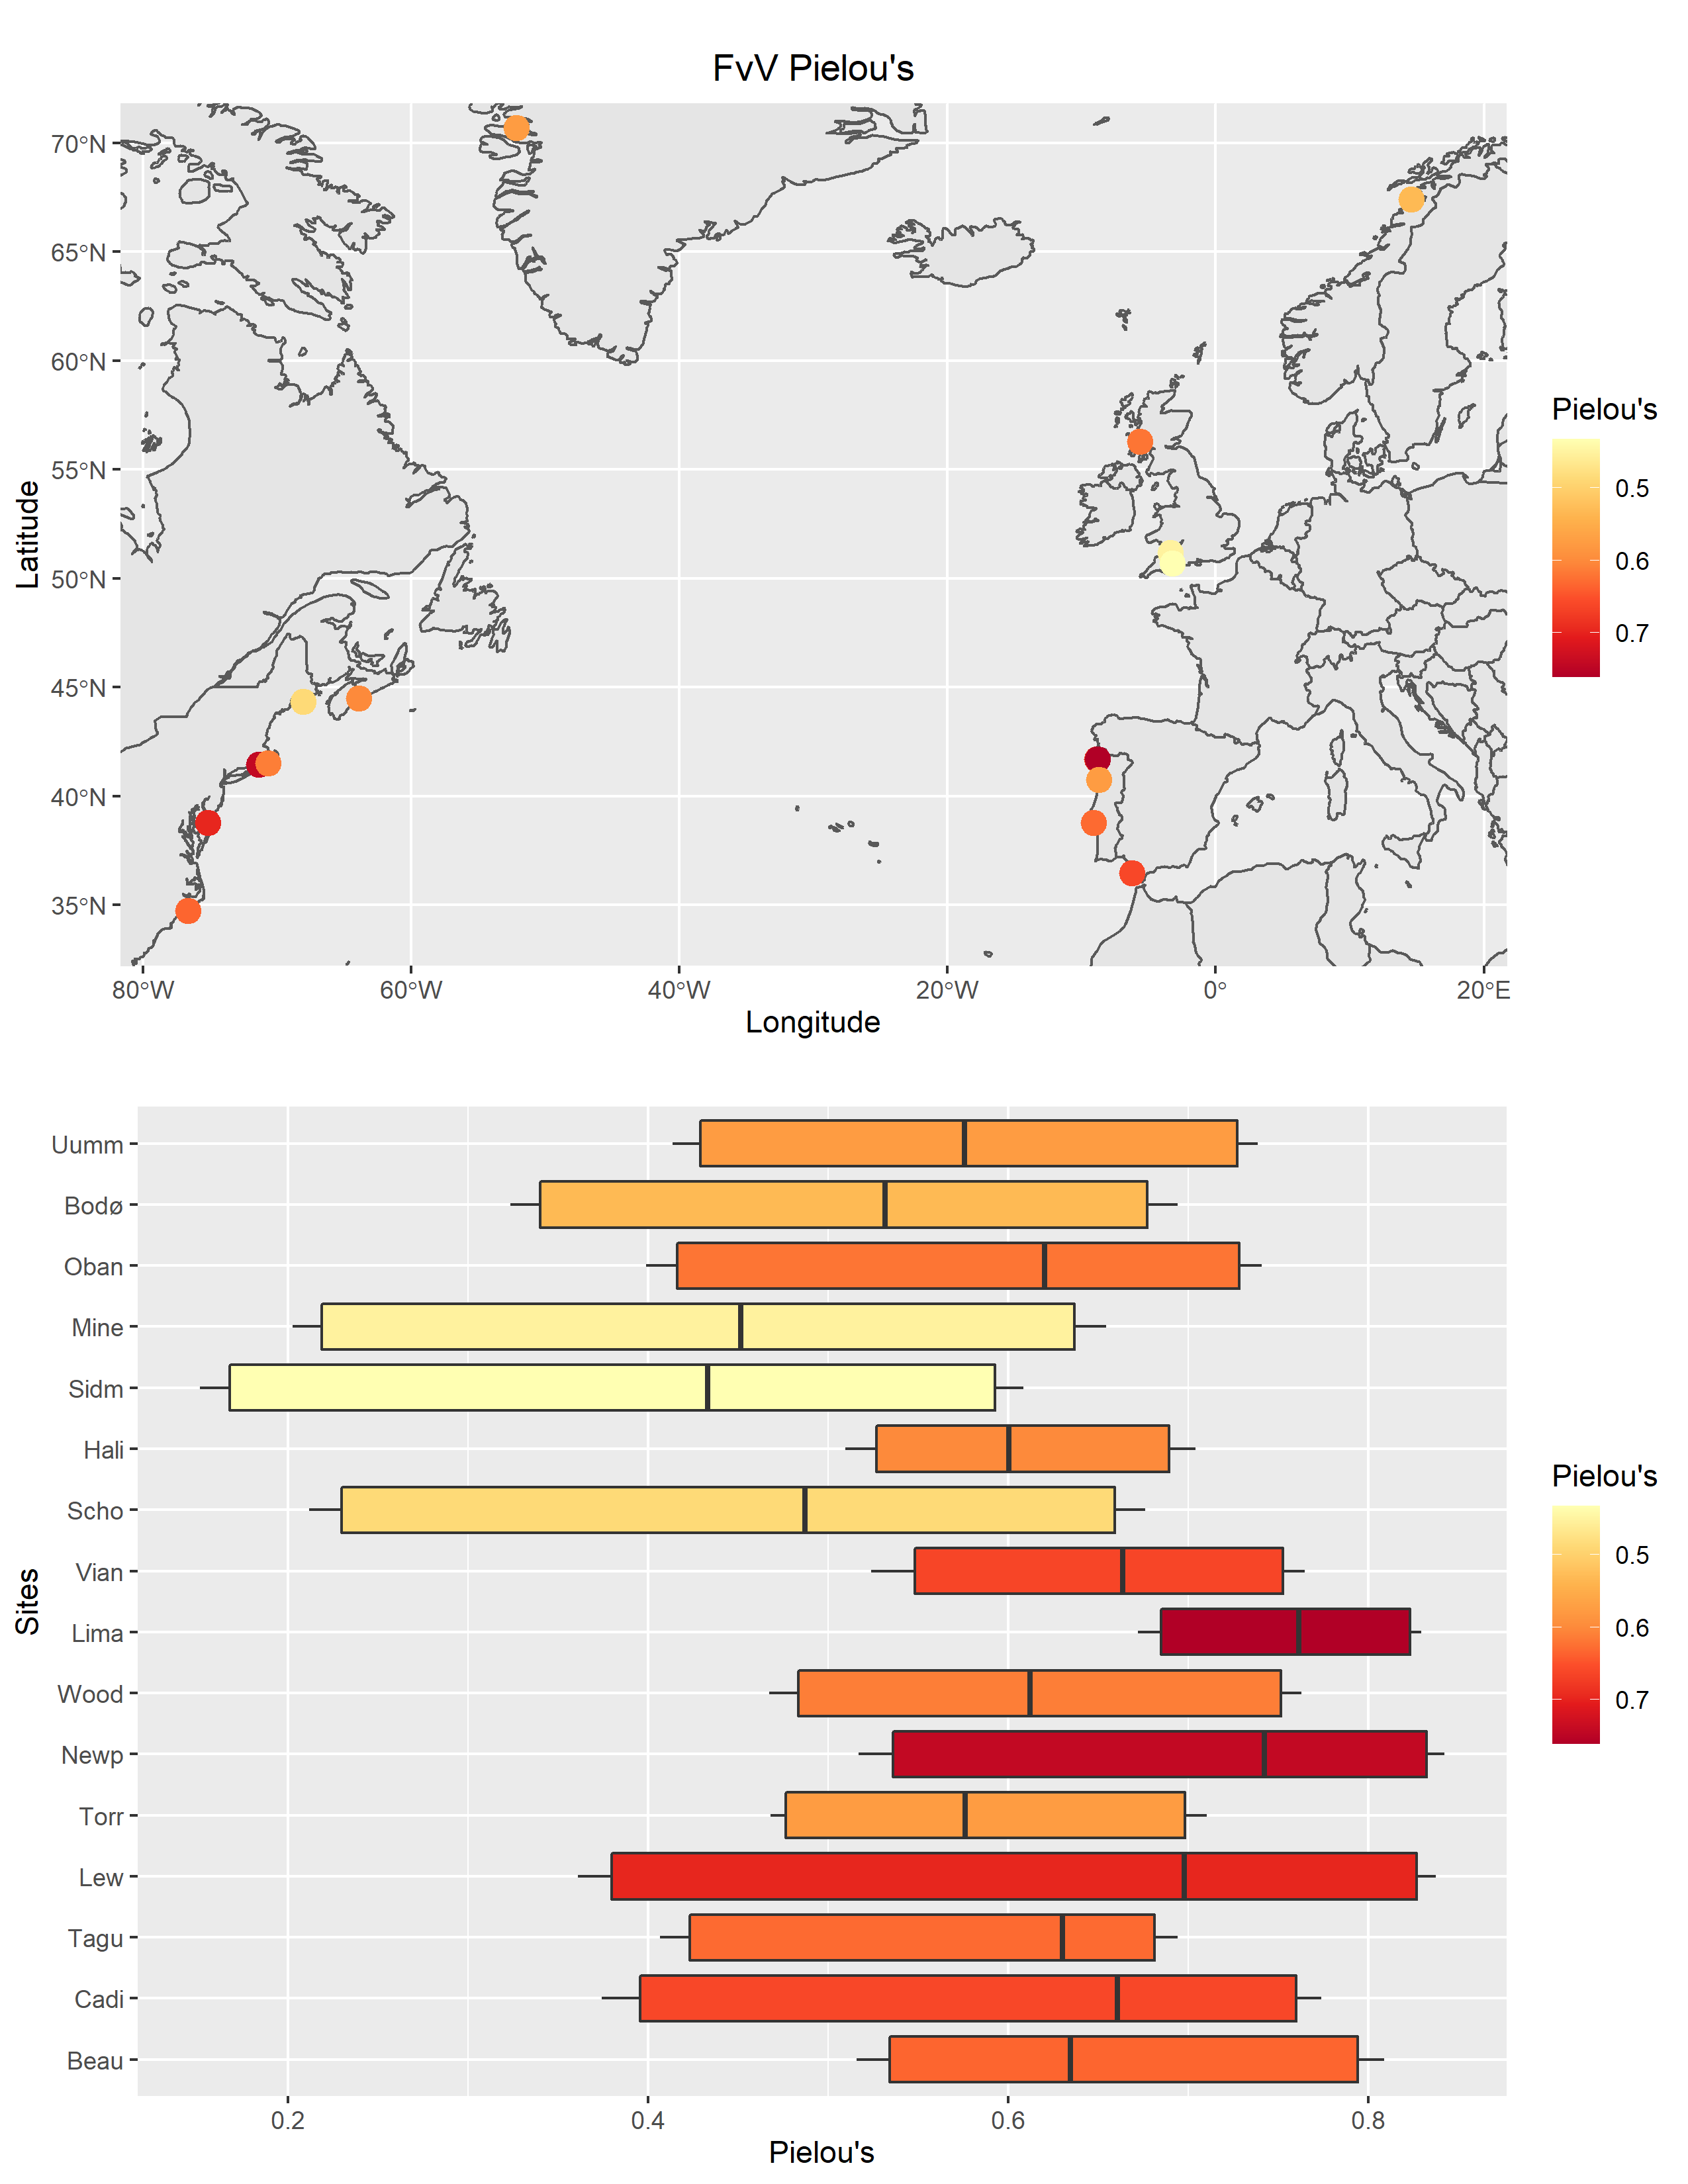 FvV Pielou's
Latitude
70°N
65°N
60°N
55°N
50°N
45°N
40°N
35°N
80°W 60°W 40°W 20°W 0° 20°E
Longitude
Pielou's
0.5
0.6
0.7
Sites
Uumm
Bodø
Oban
Mine
Sidm
Hali
Scho
Vian
Lima
Wood
Newp
Torr
Lew
Tagu
Cadi
Beau
0.2 0.4 0.6 0.8
Pielou's
Pielou's
0.5
0.6
0.7